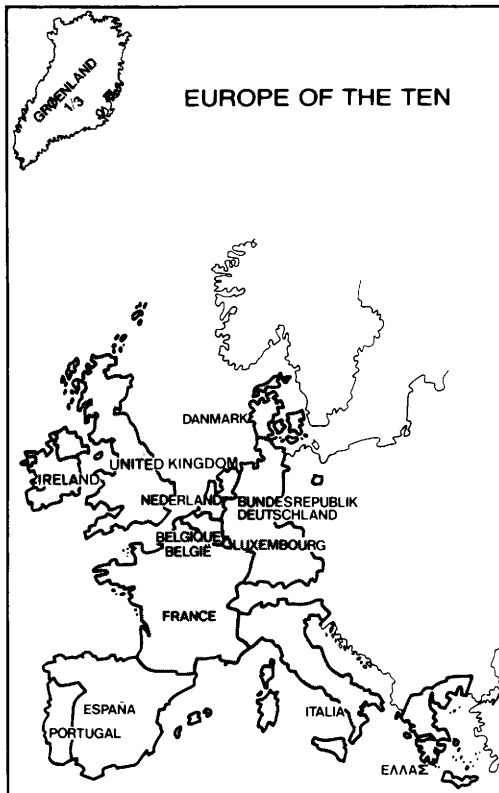 GRØENLAND
1/3
EUROPE OF THE TEN
DANMARK
UNITED KINGDOM
IRELAND
NEDERLAND
BUNDESREPUBLIK
DEUTSCHLAND
BELGIQUE
BELGIË
LUXEMBOURG
FRANCE
ESPAÑA
PORTUGAL
ITALIA
ΕΛΛΑΣ